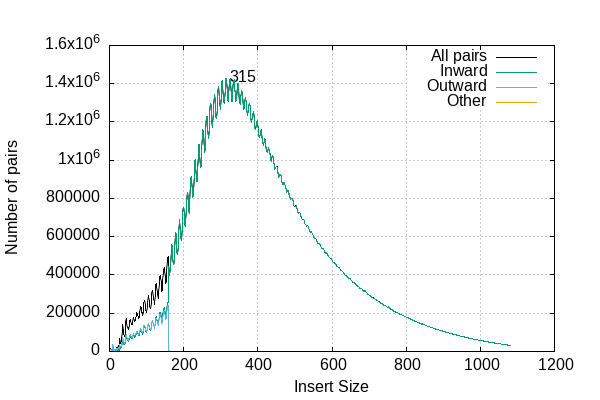 1.6x10^6
1.4x10^6
1.2x10^6
1x10^6
800000
600000
400000
200000
0
Number of pairs
315
All pairs
Inward
Outward
Other
0 200 400 600 800 1000 1200
Insert Size